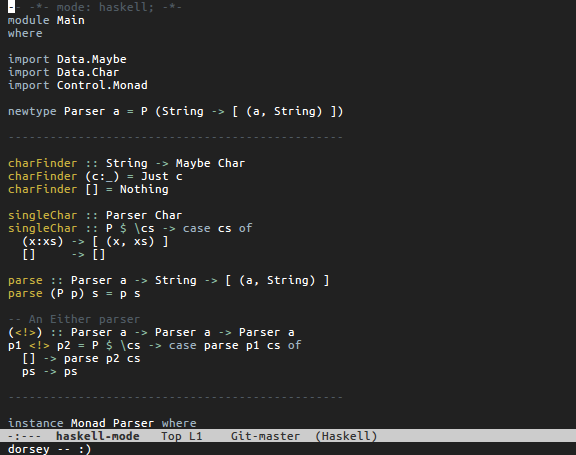 -- -*- mode: haskell; -*-
module Main
where

import Data.Maybe
import Data.Char
import Control.Monad

newtype Parser a = P (String -> [ (a, String) ])

------------------------------------------------

charFinder :: String -> Maybe Char
charFinder (c:_) = Just c
charFinder [] = Nothing

singleChar :: Parser Char
singleChar :: P $ \cs -> case cs of
  (x:xs) -> [ (x, xs) ]
  []     -> []

parse :: Parser a -> String -> [ (a, String) ]
parse (P p) s = p s

-- An Either parser
(<!>) :: Parser a -> Parser a -> Parser a
p1 <!> p2 = P $ \cs -> case parse p1 cs of
  [] -> parse p2 cs
  ps -> ps

------------------------------------------------

instance Monad Parser where
-:---  haskell-mode   Top L1    Git-master  (Haskell)
dorsey -- :)